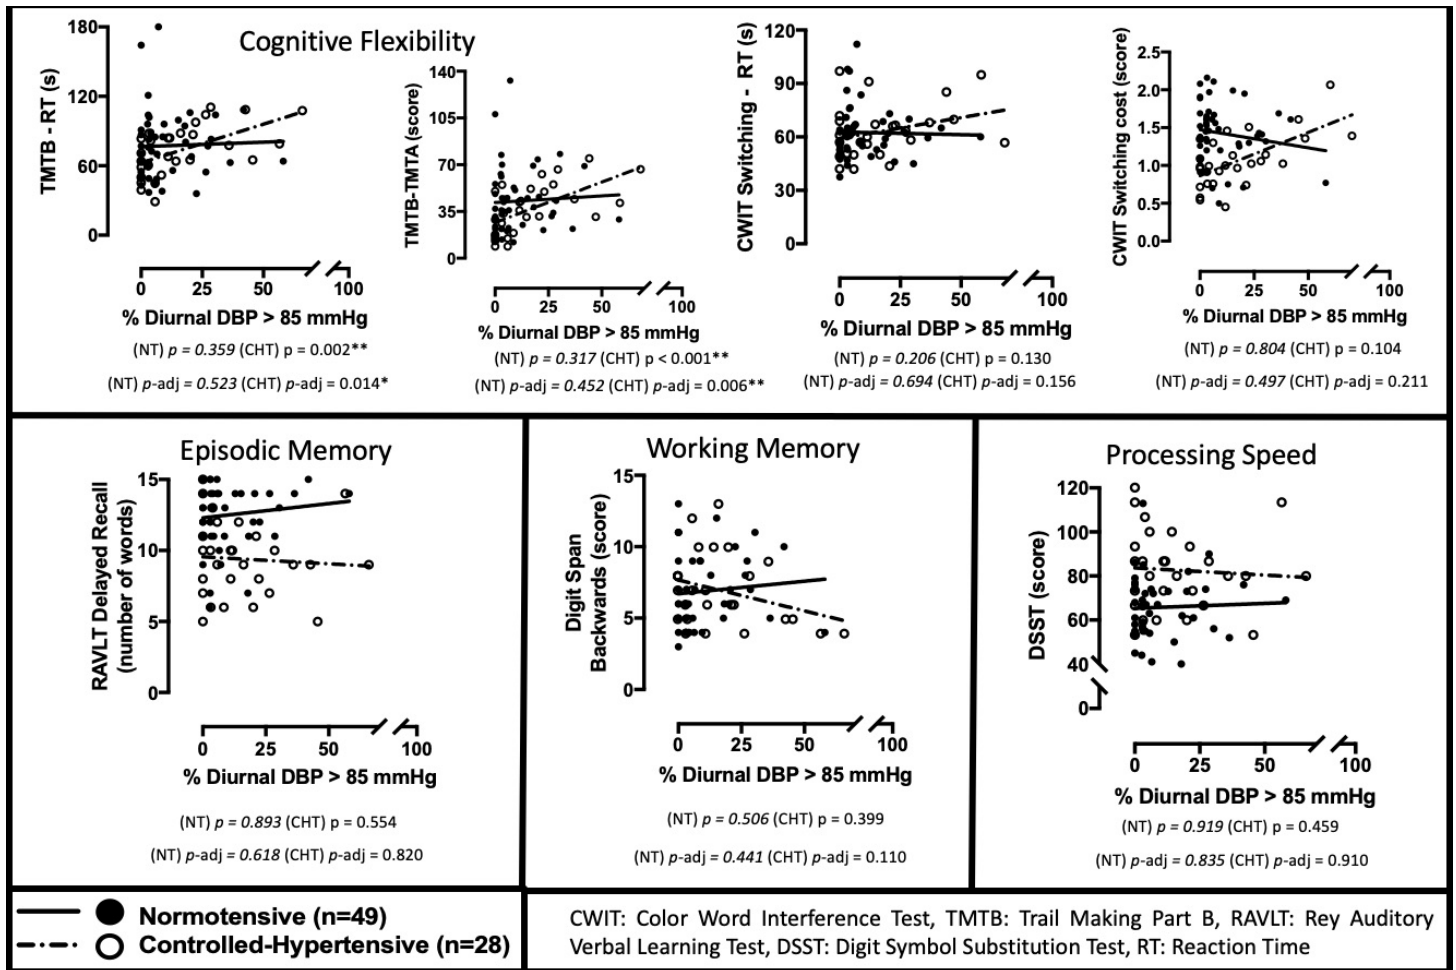 Cognitive Flexibility
TMTB - RT (s)
180
120
60
0
0 25 50 100
% Diurnal DBP > 85 mmHg
(NT) p = 0.359 (CHT) p = 0.002**
(NT) p-adj = 0.523 (CHT) p-adj = 0.014*
TMTB-TMTA (score)
140
105
70
35
0
0 25 50 100
% Diurnal DBP > 85 mmHg
(NT) p = 0.317 (CHT) p < 0.001**
(NT) p-adj = 0.452 (CHT) p-adj = 0.006**
CWIT Switching - RT (s)
120
90
60
30
0
0 25 50 100
% Diurnal DBP > 85 mmHg
(NT) p = 0.206 (CHT) p = 0.130
(NT) p-adj = 0.694 (CHT) p-adj = 0.156
CWIT Switching cost (score)
2.5
2.0
1.5
1.0
0.5
0.0
0 25 50 100
% Diurnal DBP > 85 mmHg
(NT) p = 0.804 (CHT) p = 0.104
(NT) p-adj = 0.497 (CHT) p-adj = 0.211
Episodic Memory
RAVLT Delayed Recall
(number of words)
15
10
5
0
0 25 50 100
% Diurnal DBP > 85 mmHg
(NT) p = 0.893 (CHT) p = 0.554
(NT) p-adj = 0.618 (CHT) p-adj = 0.820
Working Memory
Digit Span
Backwards (score)
15
10
5
0
0 25 50 100
% Diurnal DBP > 85 mmHg
(NT) p = 0.506 (CHT) p = 0.399
(NT) p-adj = 0.441 (CHT) p-adj = 0.110
Processing Speed
DSST (score)
120
100
80
60
40
0
0 25 50 100
% Diurnal DBP > 85 mmHg
(NT) p = 0.919 (CHT) p = 0.459
(NT) p-adj = 0.835 (CHT) p-adj = 0.910
Normotensive (n=49)
Controlled-Hypertensive (n=28)
CWIT: Color Word Interference Test, TMTB: Trail Making Part B, RAVLT: Rey Auditory
Verbal Learning Test, DSST: Digit Symbol Substitution Test, RT: Reaction Time